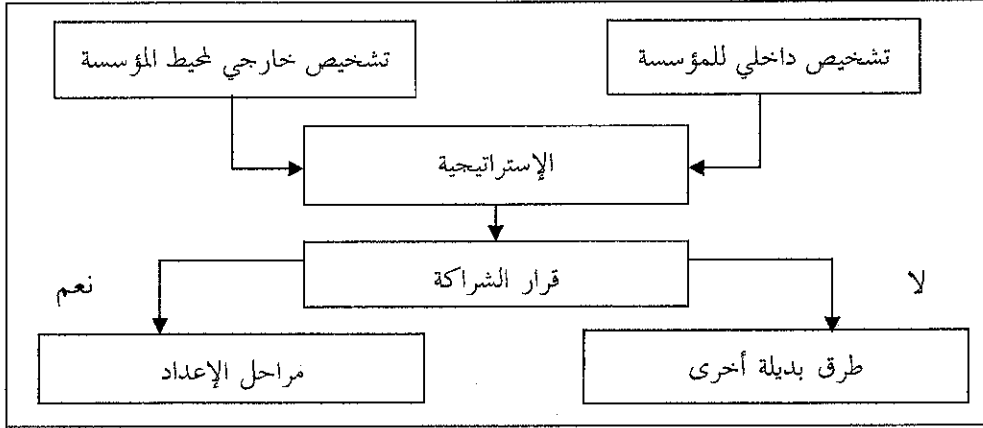 تشخيص داخلي للمؤسسة
تشخيص خارجي لمحيط المؤسسة
الإستراتيجية
قرار الشراكة
لا
نعم
طرق بديلة أخرى
مراحل الإعداد